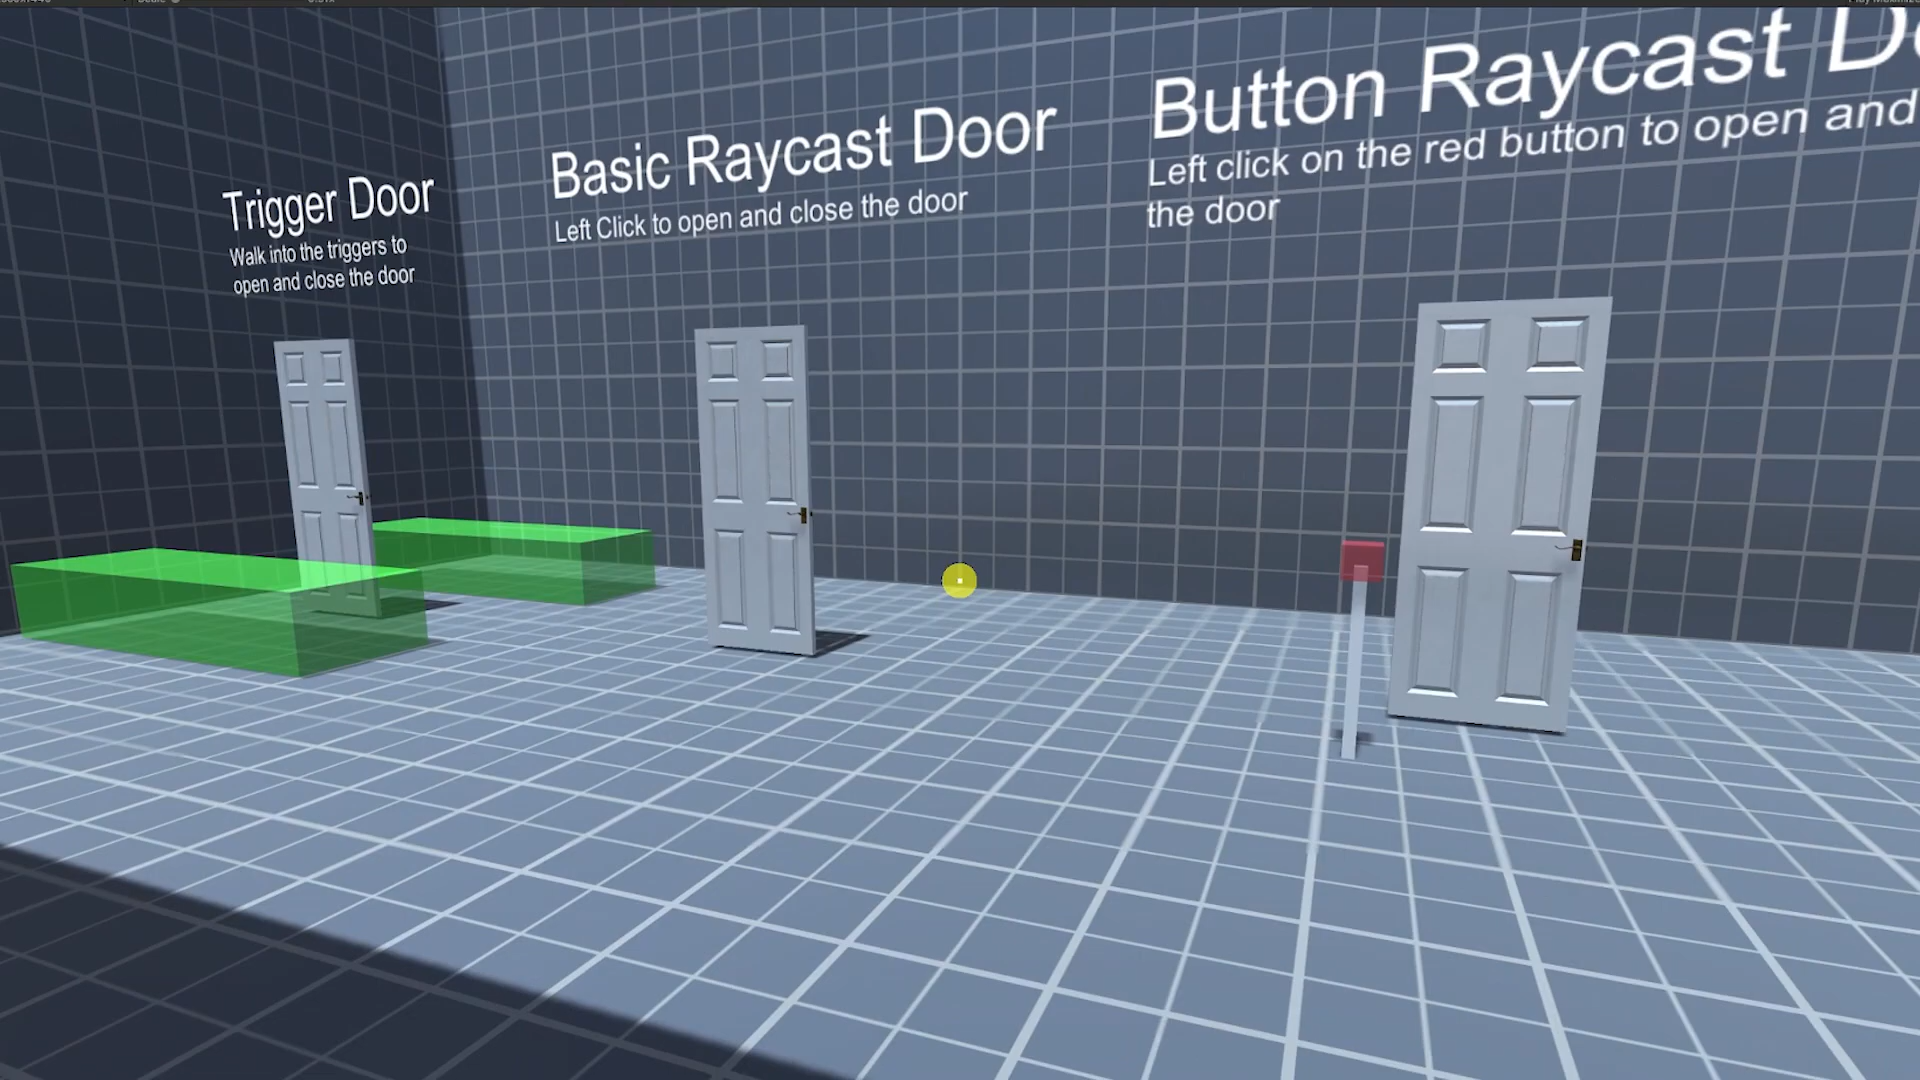 Trigger Door
Walk into the triggers to
open and close the door
Basic Raycast Door
Left Click to open and close the door
Button Raycast
Left click on the red button to open and
the door